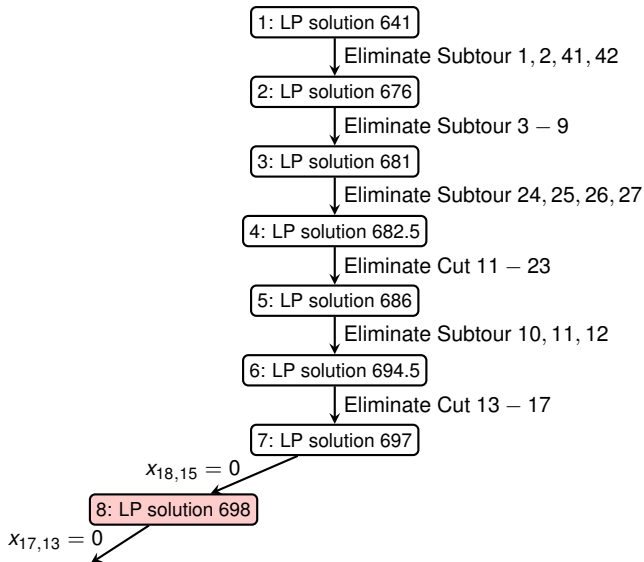 1: LP solution 641
Eliminate Subtour 1, 2, 41, 42
2: LP solution 676
Eliminate Subtour 3 − 9
3: LP solution 681
Eliminate Subtour 24, 25, 26, 27
4: LP solution 682.5
Eliminate Cut 11 − 23
5: LP solution 686
Eliminate Subtour 10, 11, 12
6: LP solution 694.5
Eliminate Cut 13 − 17
7: LP solution 697
x18,15 = 0
8: LP solution 698
x17,13 = 0